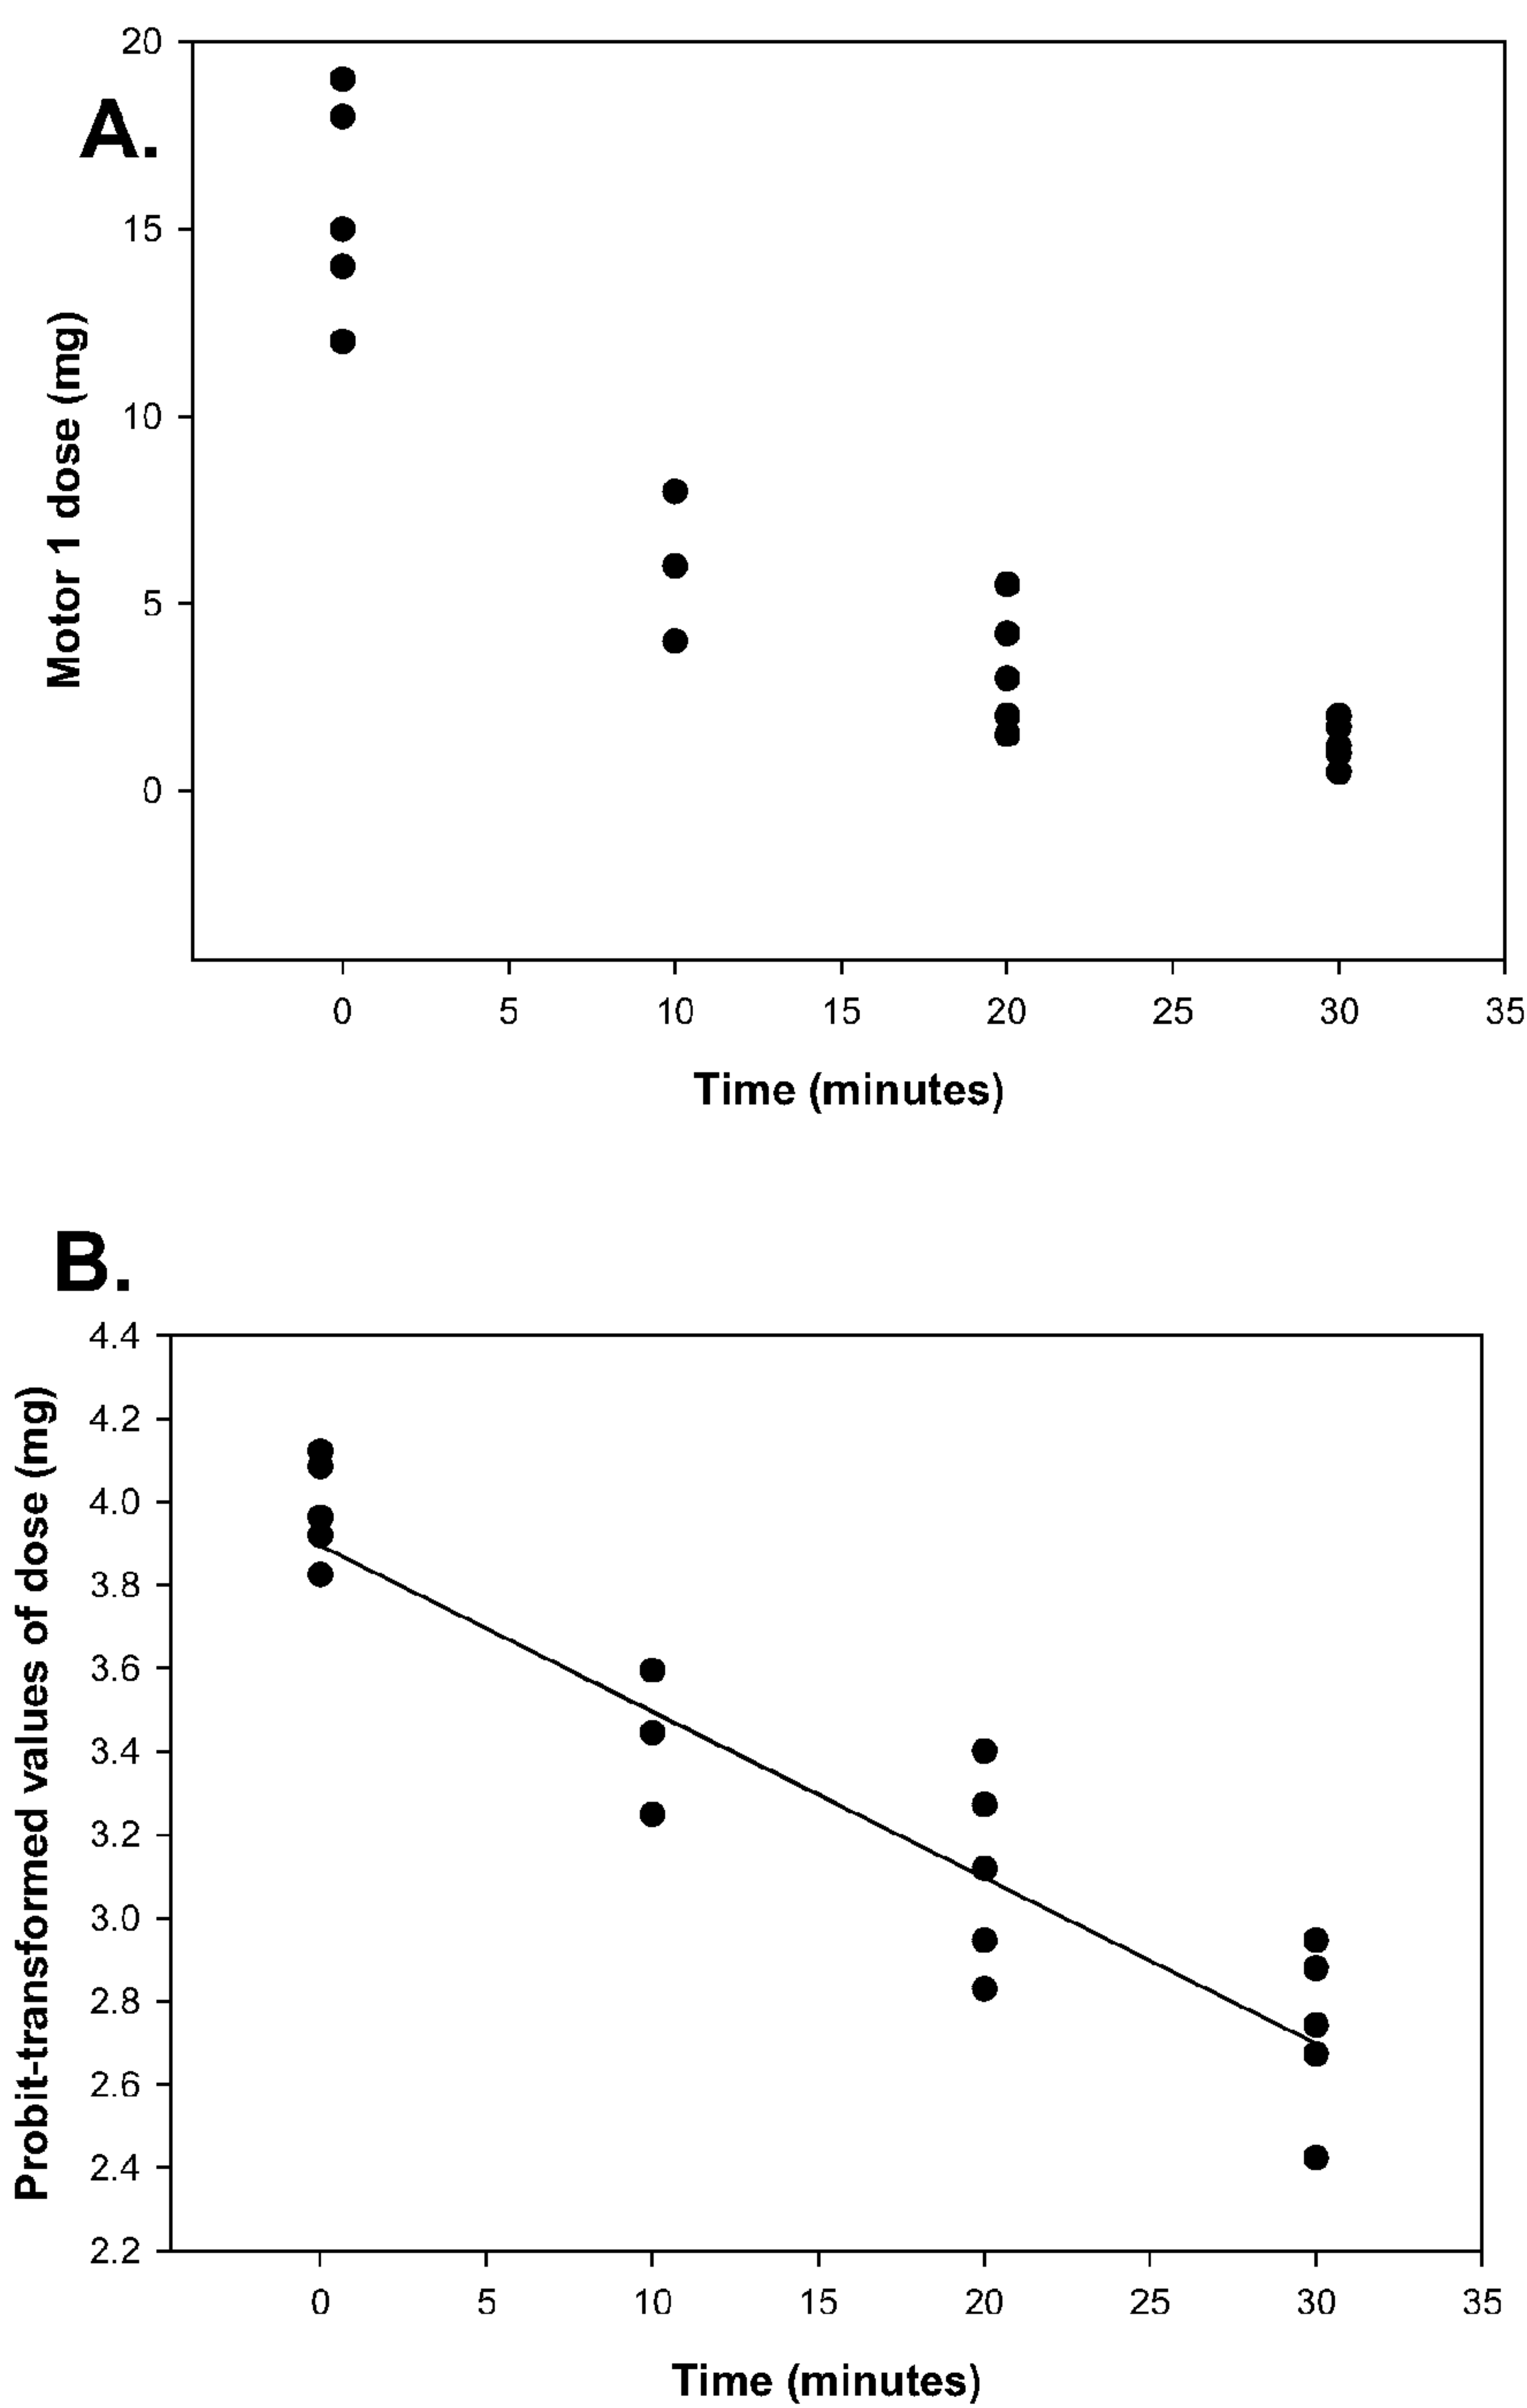 A.
Motor 1 dose (mg)
20
15
10
5
0
0 5 10 15 20 25 30 35
Time (minutes)
B.
Probit-transformed values of dose (mg)
4.4
4.2
4.0
3.8
3.6
3.4
3.2
3.0
2.8
2.6
2.4
2.2
0 5 10 15 20 25 30 35
Time (minutes)